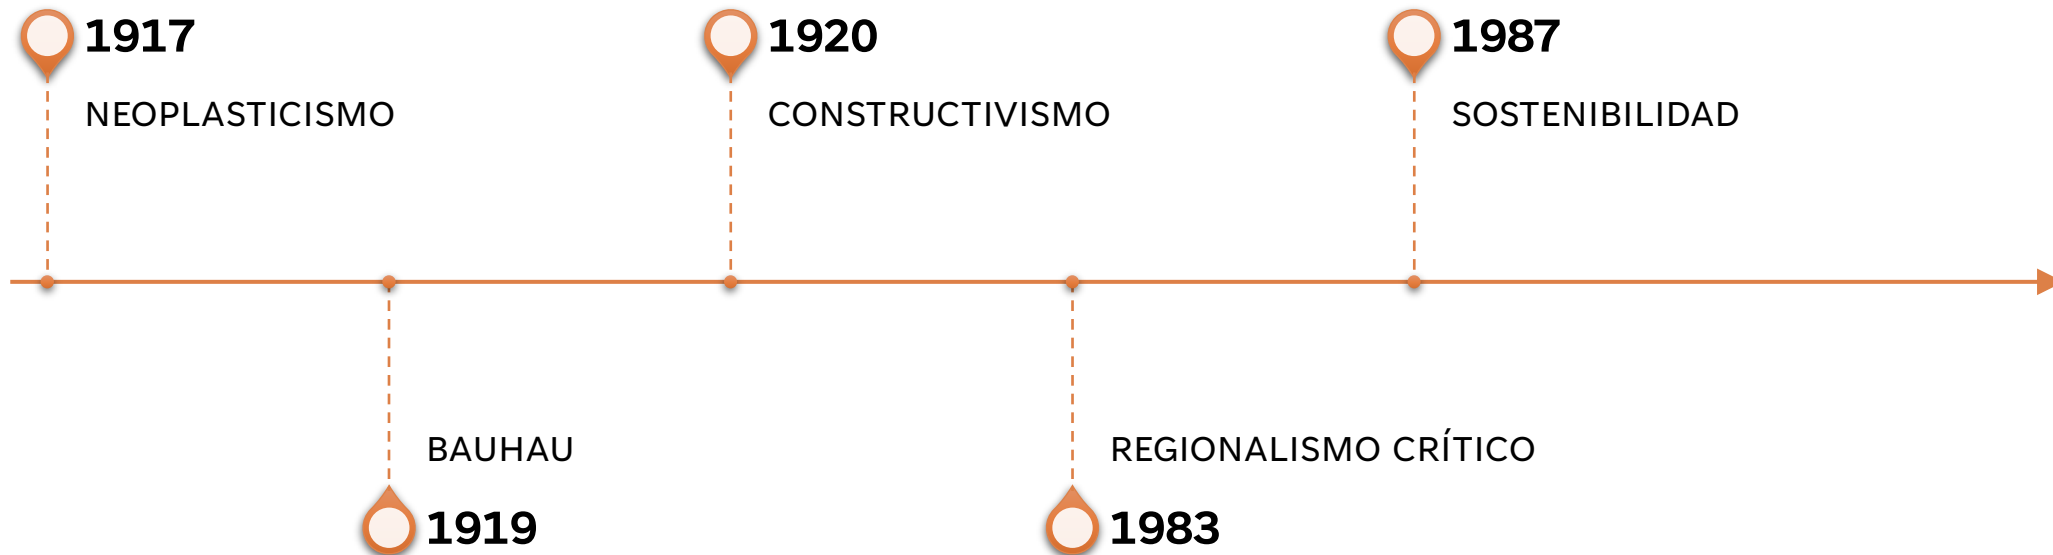 1917
NEOPLASTICISMO
BAUHAU
1919
1920
CONSTRUCTIVISMO
REGIONALISMO CRÍTICO
1983
1987
SOSTENIBILIDAD